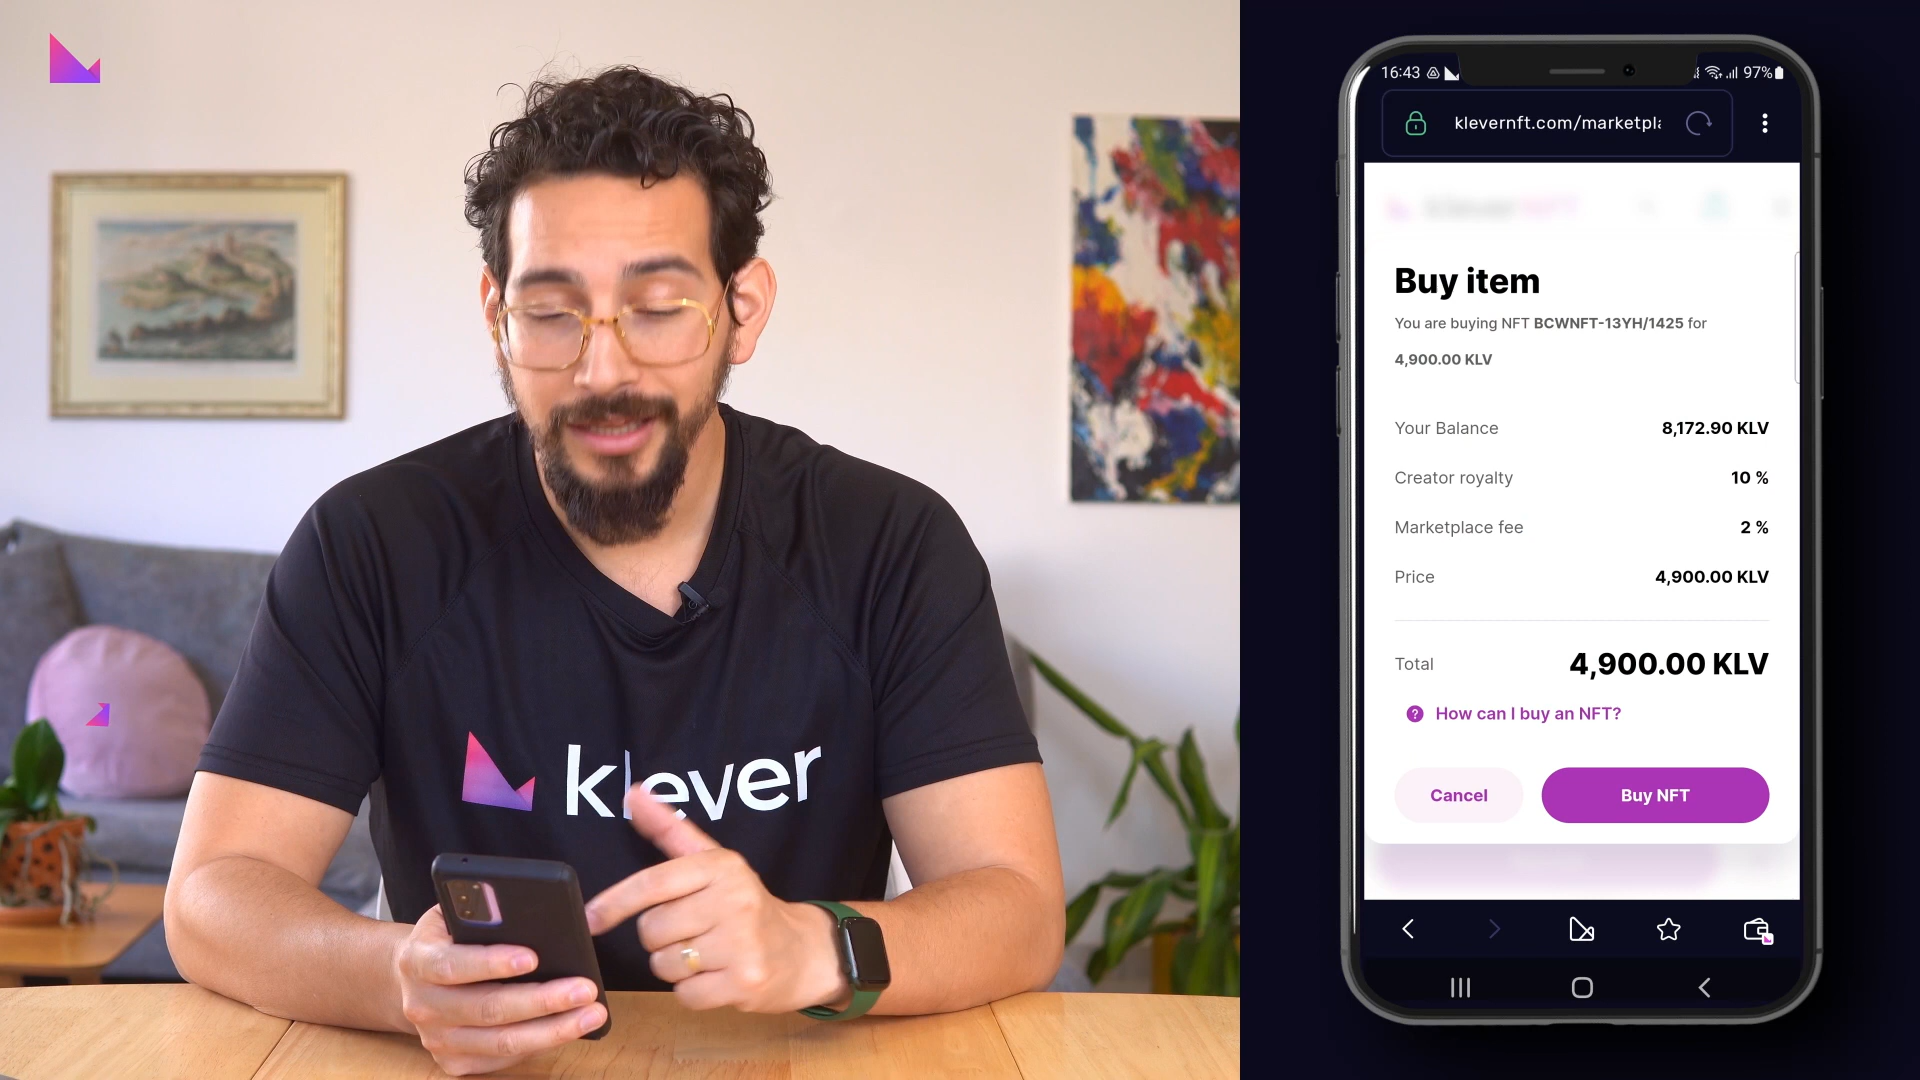 klever
16:43
97%
klevernft.com/marketpla
kleverNFT
Buy item
You are buying NFT BCWNFT-13YH/1425 for
4,900.00 KLV
Your Balance 8,172.90 KLV
Creator royalty 10 %
Marketplace fee 2 %
Price 4,900.00 KLV
Total 4,900.00 KLV
? How can I buy an NFT?
Cancel Buy NFT